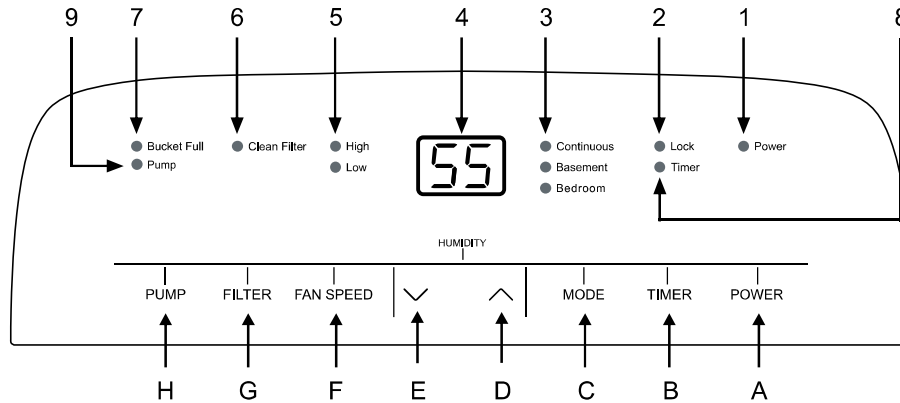 9 7 6 5 4 3 2 1 8
Bucket Full Clean Filter High 55 Continuous Lock Power
Pump Low Basement Timer
Bedroom
HUMIDITY
PUMP FILTER FAN SPEED MODE TIMER POWER
H G F E D C B A